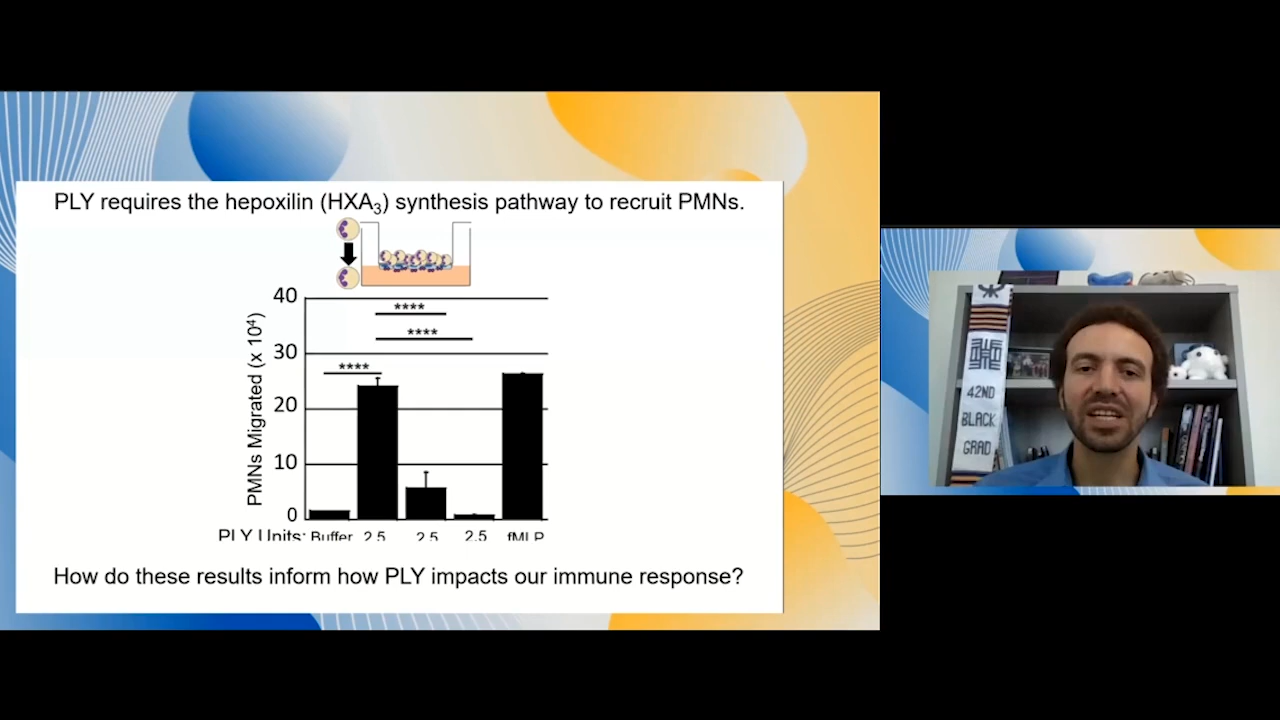 PLY requires the hepoxilin (HXA3) synthesis pathway to recruit PMNs.
PMNs Migrated (x 10⁴)
40
30
20
10
0
****
****
****
PLY Units: Buffer 2.5 2.5 2.5 fMLP
How do these results inform how PLY impacts our immune response?
42ND
BLACK
GRAD